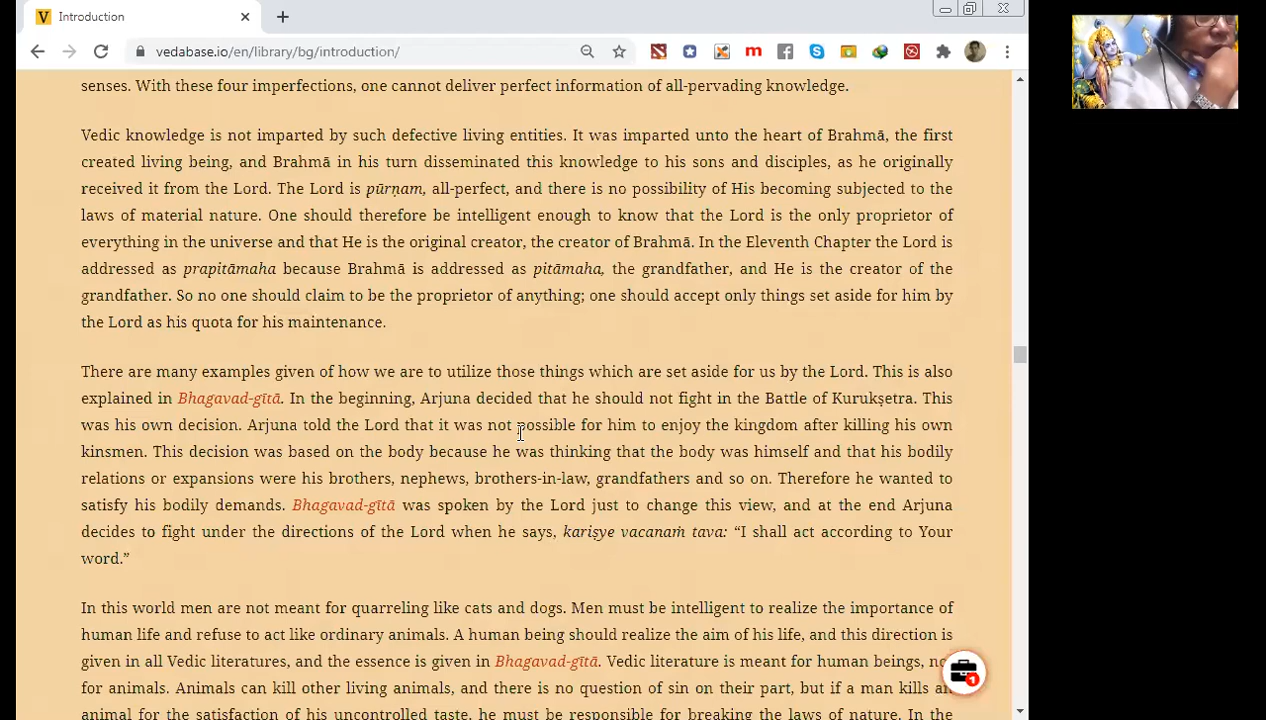 V Introduction
vedabase.io/en/library/bg/introduction/
m
senses. With these four imperfections, one cannot deliver perfect information of all-pervading knowledge.
Vedic knowledge is not imparted by such defective living entities. It was imparted unto the heart of Brahmā, the first
created living being, and Brahmā in his turn disseminated this knowledge to his sons and disciples, as he originally
received it from the Lord. The Lord is pūrṇam, all-perfect, and there is no possibility of His becoming subjected to the
laws of material nature. One should therefore be intelligent enough to know that the Lord is the only proprietor of
everything in the universe and that He is the original creator, the creator of Brahmā. In the Eleventh Chapter the Lord is
addressed as prapitāmaha because Brahmā is addressed as pitāmaha, the grandfather, and He is the creator of the
grandfather. So no one should claim to be the proprietor of anything; one should accept only things set aside for him by
the Lord as his quota for his maintenance.
There are many examples given of how we are to utilize those things which are set aside for us by the Lord. This is also
explained in Bhagavad-gītā. In the beginning, Arjuna decided that he should not fight in the Battle of Kurukṣetra. This
was his own decision. Arjuna told the Lord that it was not possible for him to enjoy the kingdom after killing his own
kinsmen. This decision was based on the body because he was thinking that the body was himself and that his bodily
relations or expansions were his brothers, nephews, brothers-in-law, grandfathers and so on. Therefore he wanted to
satisfy his bodily demands. Bhagavad-gītā was spoken by the Lord just to change this view, and at the end Arjuna
decides to fight under the directions of the Lord when he says, kariṣye vacanaṁ tava: “I shall act according to Your
word.”
In this world men are not meant for quarreling like cats and dogs. Men must be intelligent to realize the importance of
human life and refuse to act like ordinary animals. A human being should realize the aim of his life, and this direction is
given in all Vedic literatures, and the essence is given in Bhagavad-gītā. Vedic literature is meant for human beings, no
for animals. Animals can kill other living animals, and there is no question of sin on their part, but if a man kills an
animal for the satisfaction of his uncontrolled taste, he must be responsible for breaking the laws of nature. In the
1